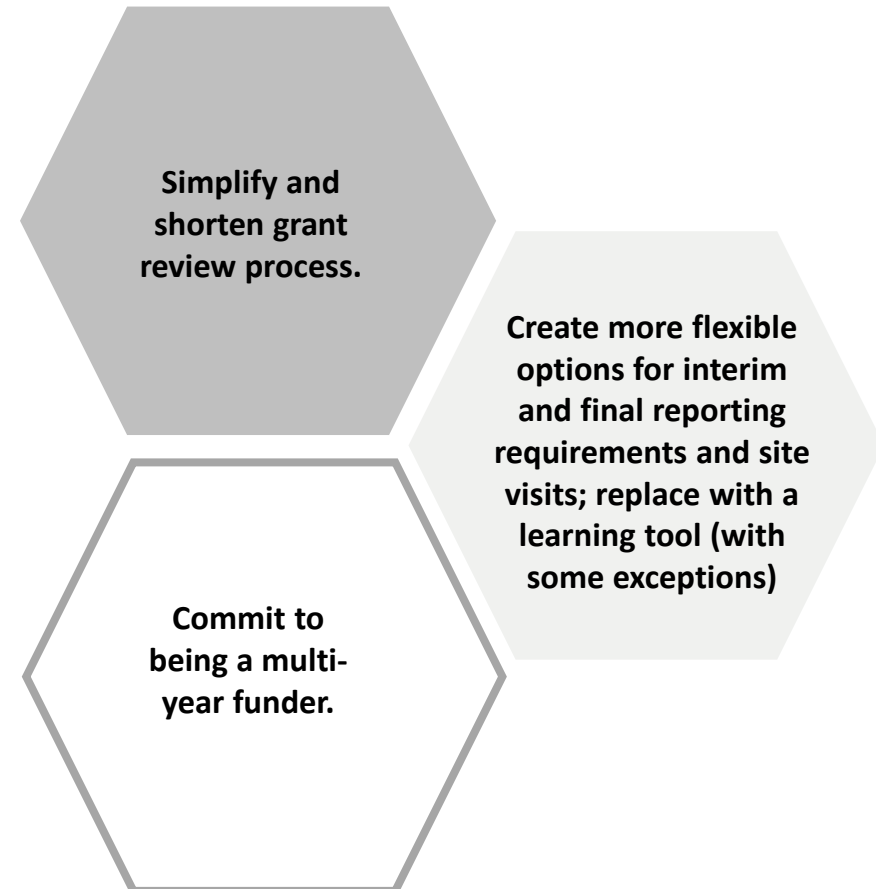 Simplify and
shorten grant
review process.
Create more flexible
options for interim
and final reporting
requirements and site
visits; replace with a
learning tool (with
some exceptions)
Commit to
being a multi-
year funder.